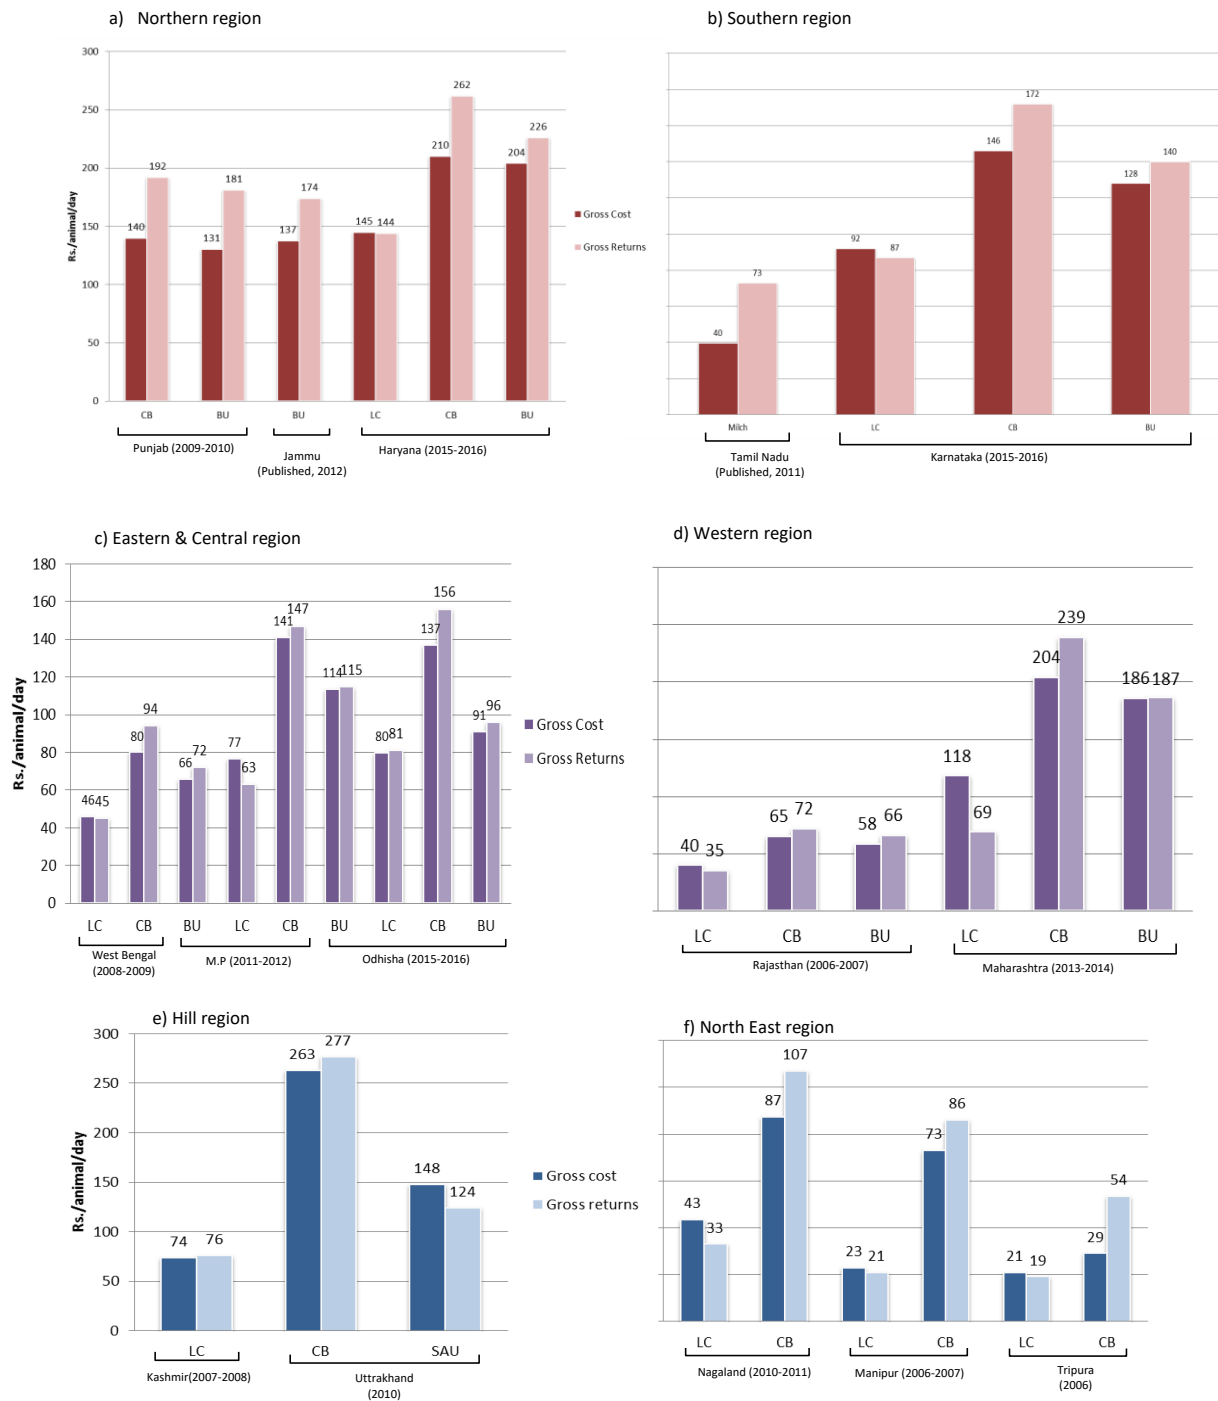 a) Northern region
300
250
200
150
100
50
0
Rs./animal/day
140
192
131
181
137
174
145
144
210
262
204
226
CB
BU
BU
LC
CB
BU
Punjab (2009-2010)
Jammu
(Published, 2012)
Haryana (2015-2016)
Gross Cost
Gross Returns
b) Southern region
40
73
92
87
146
172
128
140
Milch
LC
CB
BU
Tamil Nadu
(Published, 2011)
Karnataka (2015-2016)
c) Eastern & Central region
180
160
140
120
100
80
60
40
20
0
Rs./animal/day
46
45
80
94
66
72
77
63
141
147
114
115
80
81
137
156
91
96
LC
CB
BU
LC
CB
BU
LC
CB
BU
West Bengal
(2008-2009)
M.P (2011-2012)
Odhisha (2015-2016)
Gross Cost
Gross Returns
d) Western region
40
35
65
72
58
66
118
69
204
239
186
187
LC
CB
BU
LC
CB
BU
Rajasthan (2006-2007)
Maharashtra (2013-2014)
e) Hill region
300
250
200
150
100
50
0
Rs./animal/day
74
76
263
277
148
124
LC
CB
SAU
Kashmir(2007-2008)
Uttrakhand
(2010)
Gross cost
Gross returns
f) North East region
43
33
87
107
23
21
73
86
21
19
29
54
LC
CB
LC
CB
LC
CB
Nagaland (2010-2011)
Manipur (2006-2007)
Tripura
(2006)